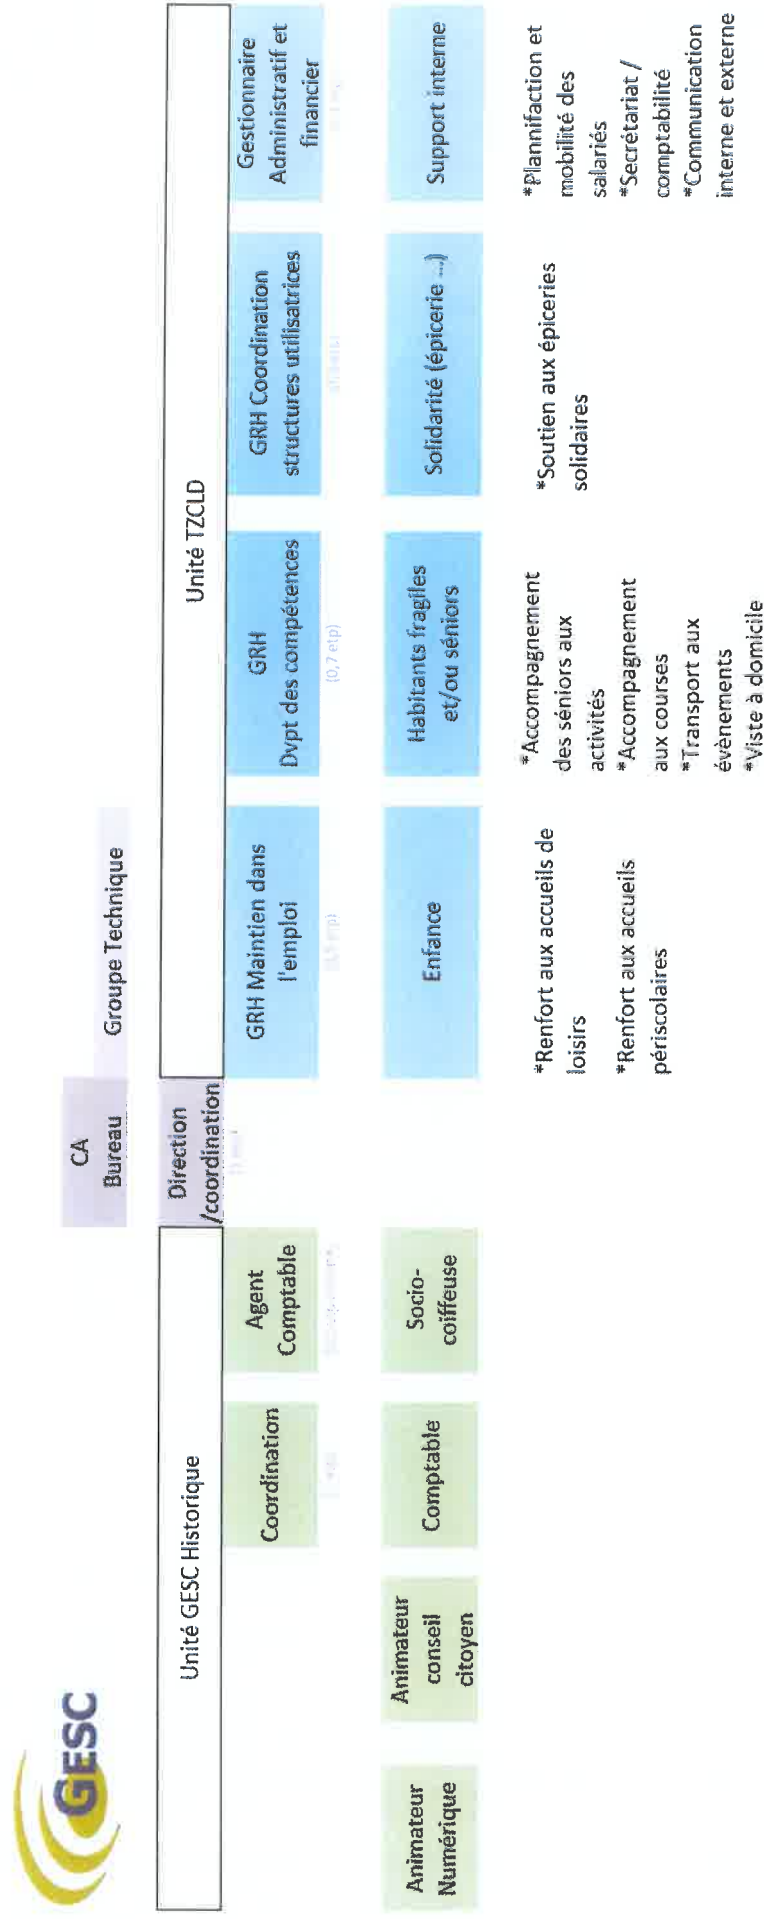 GESC
CA
Bureau
Groupe Technique
Unité GESC Historique
Direction
/coordination
Unité TZCLD
Coordination
Agent
Comptable
GRH Maintien dans
l'emploi
GRH
Dvpt des compétences
(0,7 etp)
GRH Coordination
structures utilisatrices
Gestionnaire
Administratif et
financier
Animateur
Numérique
Animateur
conseil
citoyen
Comptable
Socio-
coiffeuse
Enfance
Habitants fragiles
et/ou séniors
Solidarité (épicerie ...)
Support interne
*Renfort aux accueils de
loisirs
*Renfort aux accueils
périscolaires
*Accompagnement
des séniors aux
activités
*Accompagnement
aux courses
*Transport aux
évènements
*Viste à domicile
*Soutien aux épiceries
solidaires
*Plannifaction et
mobilité des
salariés
*Secrétariat /
comptabilité
*Communication
interne et externe